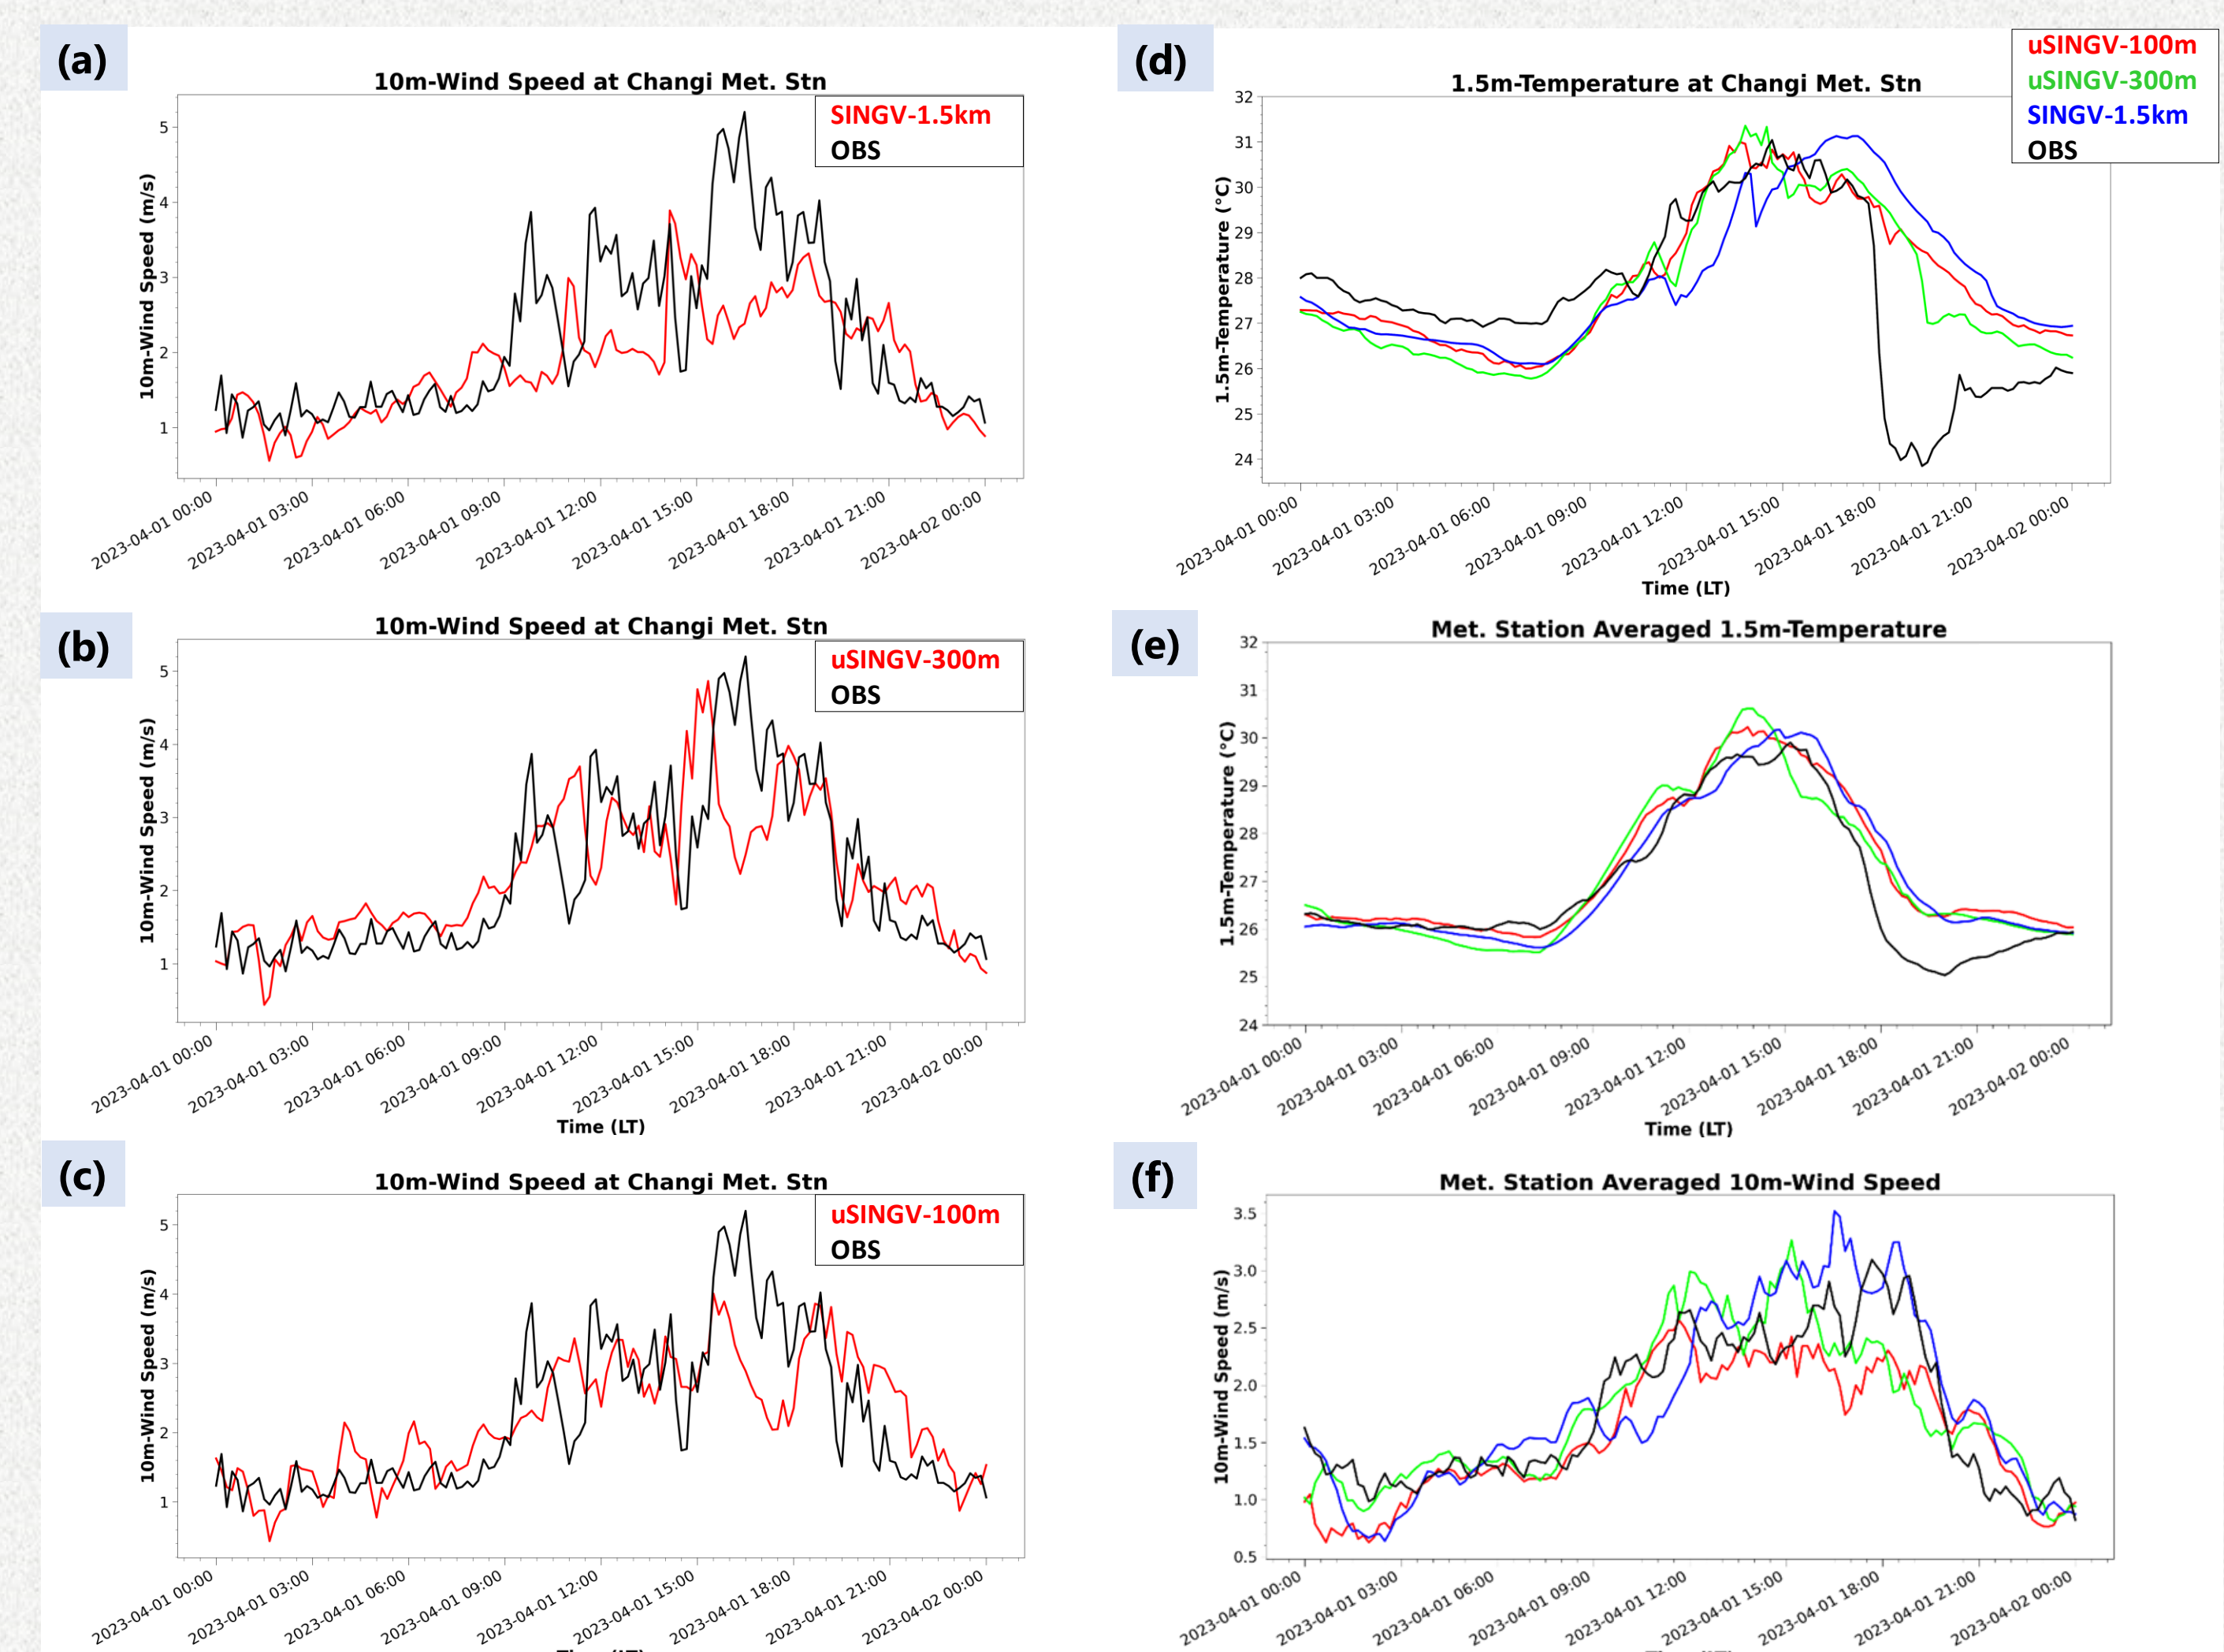 (a)
10m-Wind Speed at Changi Met. Stn
SINGV-1.5km
OBS
10m-Wind Speed (m/s)
5
4
3
2
1
2023-04-01 00:00
2023-04-01 03:00
2023-04-01 06:00
2023-04-01 09:00
2023-04-01 12:00
2023-04-01 15:00
2023-04-01 18:00
2023-04-01 21:00
2023-04-02 00:00
(b)
10m-Wind Speed at Changi Met. Stn
uSINGV-300m
OBS
10m-Wind Speed (m/s)
5
4
3
2
1
2023-04-01 00:00
2023-04-01 03:00
2023-04-01 06:00
2023-04-01 09:00
2023-04-01 12:00
2023-04-01 15:00
2023-04-01 18:00
2023-04-01 21:00
2023-04-02 00:00
Time (LT)
(c)
10m-Wind Speed at Changi Met. Stn
uSINGV-100m
OBS
10m-Wind Speed (m/s)
5
4
3
2
1
2023-04-01 00:00
2023-04-01 03:00
2023-04-01 06:00
2023-04-01 09:00
2023-04-01 12:00
2023-04-01 15:00
2023-04-01 18:00
2023-04-01 21:00
2023-04-02 00:00
Time (LT)
(d)
uSINGV-100m
uSINGV-300m
SINGV-1.5km
OBS
1.5m-Temperature at Changi Met. Stn
1.5m-Temperature (°C)
32
31
30
29
28
27
26
25
24
2023-04-01 00:00
2023-04-01 03:00
2023-04-01 06:00
2023-04-01 09:00
2023-04-01 12:00
2023-04-01 15:00
2023-04-01 18:00
2023-04-01 21:00
2023-04-02 00:00
Time (LT)
(e)
Met. Station Averaged 1.5m-Temperature
1.5m-Temperature (°C)
32
31
30
29
28
27
26
25
24
2023-04-01 00:00
2023-04-01 03:00
2023-04-01 06:00
2023-04-01 09:00
2023-04-01 12:00
2023-04-01 15:00
2023-04-01 18:00
2023-04-01 21:00
2023-04-02 00:00
Time (LT)
(f)
Met. Station Averaged 10m-Wind Speed
10m-Wind Speed (m/s)
3.5
3.0
2.5
2.0
1.5
1.0
0.5
2023-04-01 00:00
2023-04-01 03:00
2023-04-01 06:00
2023-04-01 09:00
2023-04-01 12:00
2023-04-01 15:00
2023-04-01 18:00
2023-04-01 21:00
2023-04-02 00:00
Time (LT)